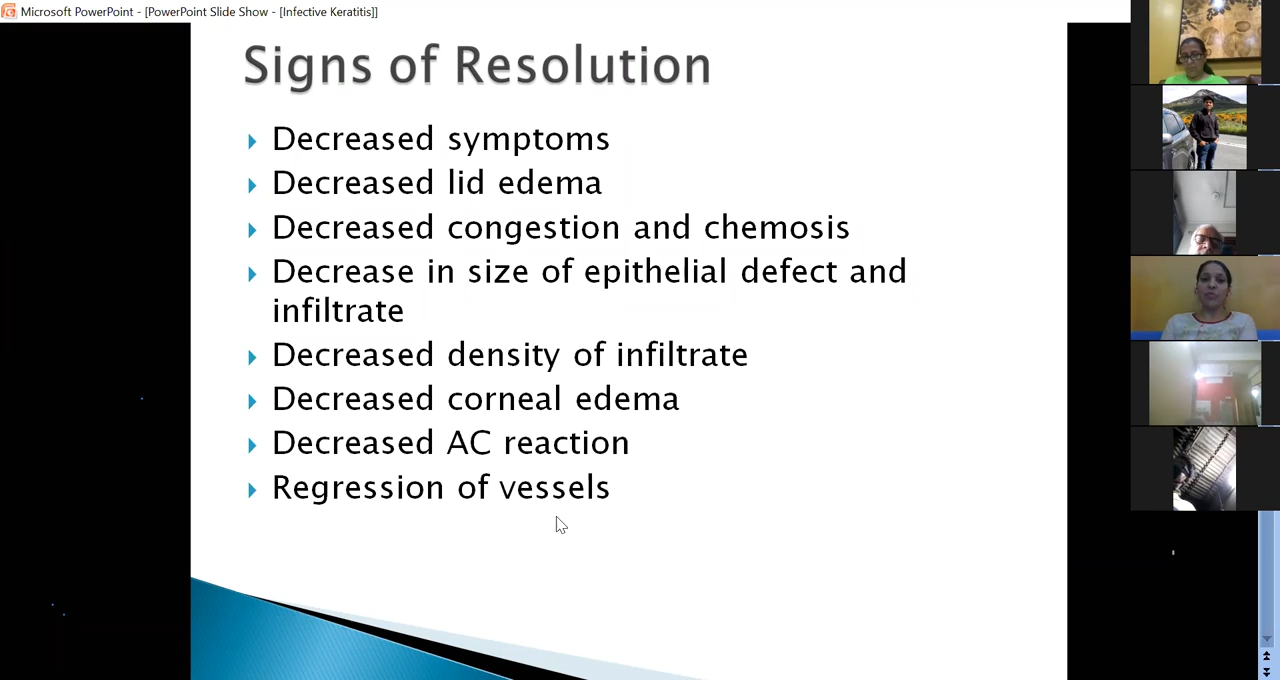 Microsoft PowerPoint - [PowerPoint Slide Show - [Infective Keratitis]]
Signs of Resolution
Decreased symptoms
Decreased lid edema
Decreased congestion and chemosis
Decrease in size of epithelial defect and
infiltrate
Decreased density of infiltrate
Decreased corneal edema
Decreased AC reaction
Regression of vessels